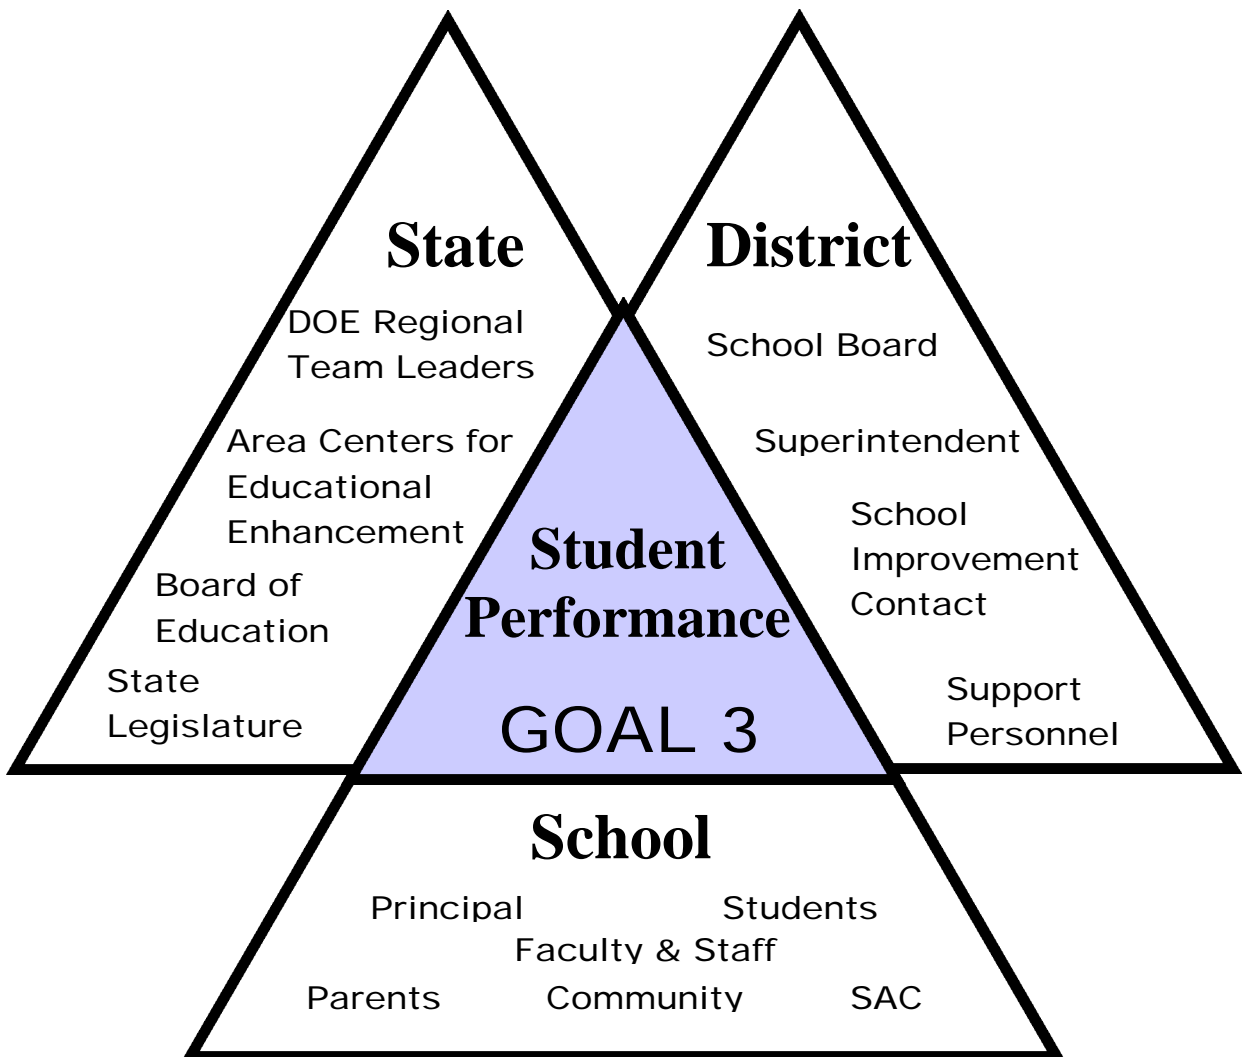 State
DOE Regional
Team Leaders
Area Centers for
Educational
Enhancement
Board of
Education
State
Legislature
District
School Board
Superintendent
School
Improvement
Contact
Support
Personnel
Student
Performance
GOAL 3
School
Principal Students
Faculty & Staff
Parents Community SAC